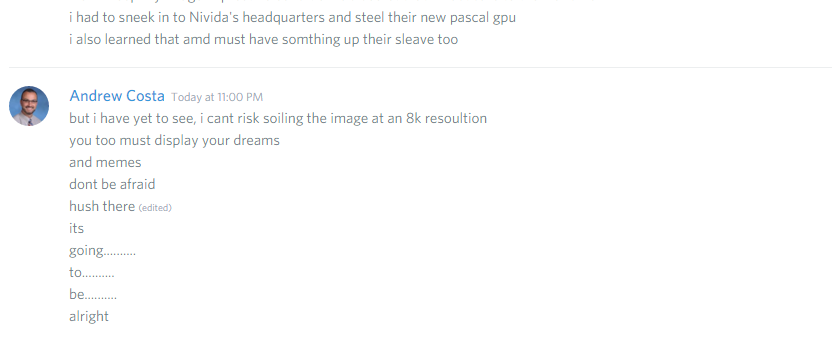 i had to sneek in to Nivida's headquarters and steel their new pascal gpu
i also learned that amd must have somthing up their sleave too
Andrew Costa Today at 11:00 PM
but i have yet to see, i cant risk soiling the image at an 8k resoultion
you too must display your dreams
and memes
dont be afraid
hush there (edited)
its
going..........
to..........
be..........
alright